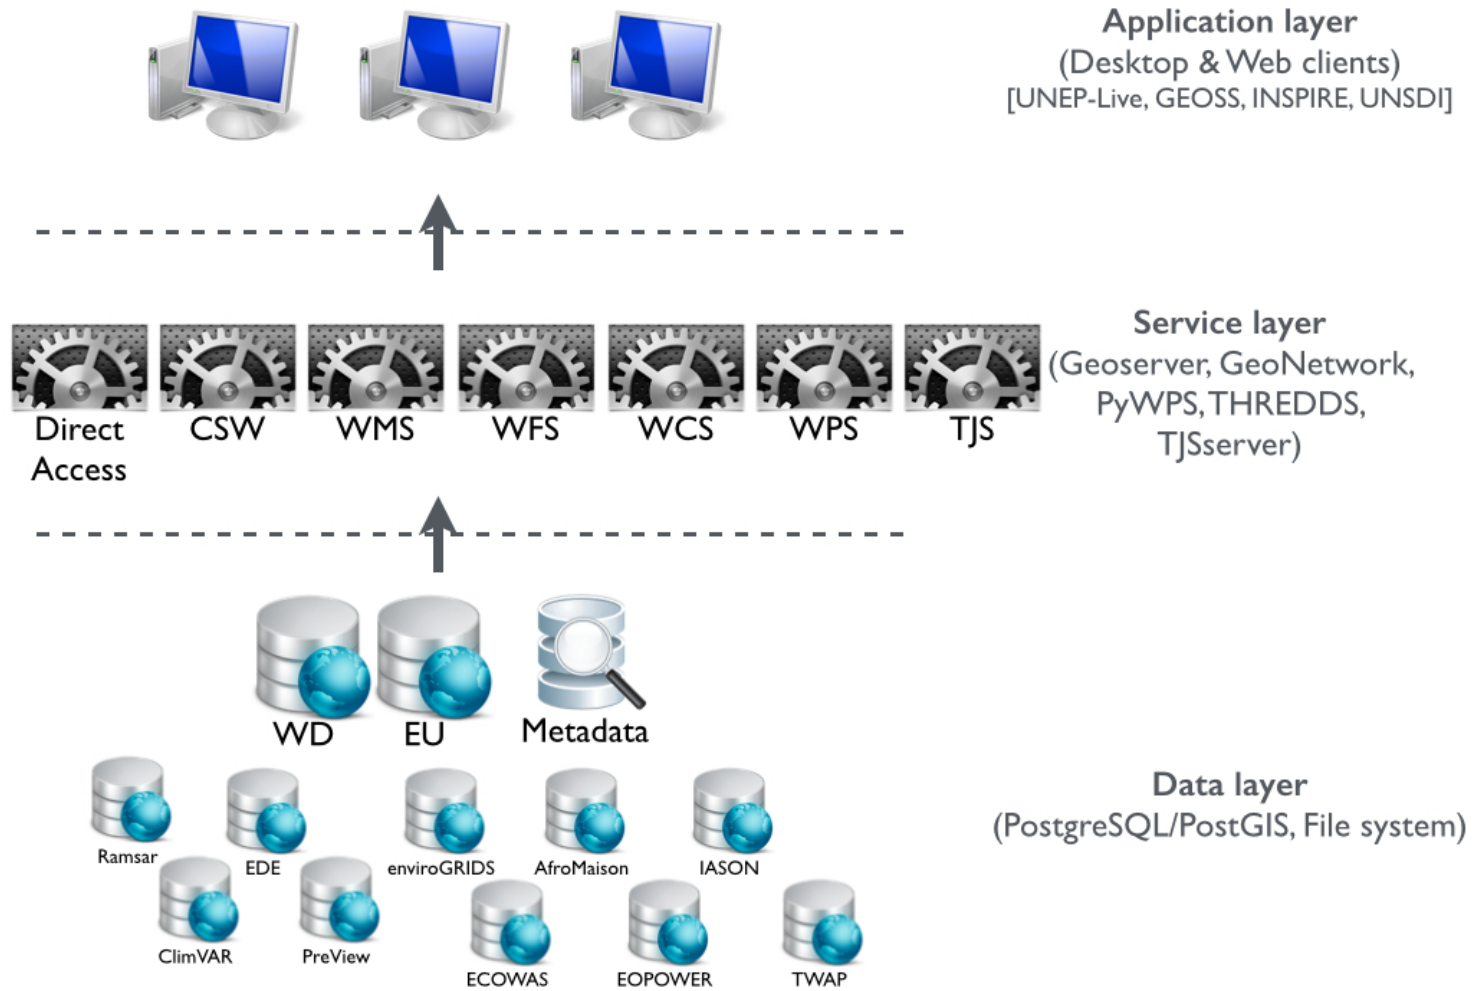 Application layer
(Desktop & Web clients)
[UNEP-Live, GEOSS, INSPIRE, UNSDI]
Service layer
(Geoserver, GeoNetwork,
PyWPS, THREDDS,
TJSserver)
Direct
Access
CSW
WMS
WFS
WCS
WPS
TJS
WD
EU
Metadata
Data layer
(PostgreSQL/PostGIS, File system)
Ramsar
EDE
enviroGRIDS
AfroMaison
IASON
ClimVAR
PreView
ECOWAS
EOPOWER
TWAP